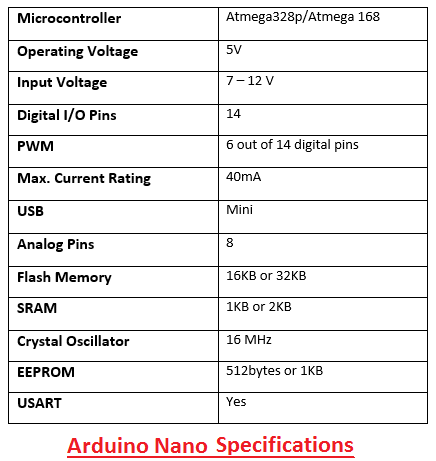 Microcontroller Atmega328p/Atmega 168
Operating Voltage 5V
Input Voltage 7 – 12 V
Digital I/O Pins 14
PWM 6 out of 14 digital pins
Max. Current Rating 40mA
USB Mini
Analog Pins 8
Flash Memory 16KB or 32KB
SRAM 1KB or 2KB
Crystal Oscillator 16 MHz
EEPROM 512bytes or 1KB
USART Yes
Arduino Nano Specifications